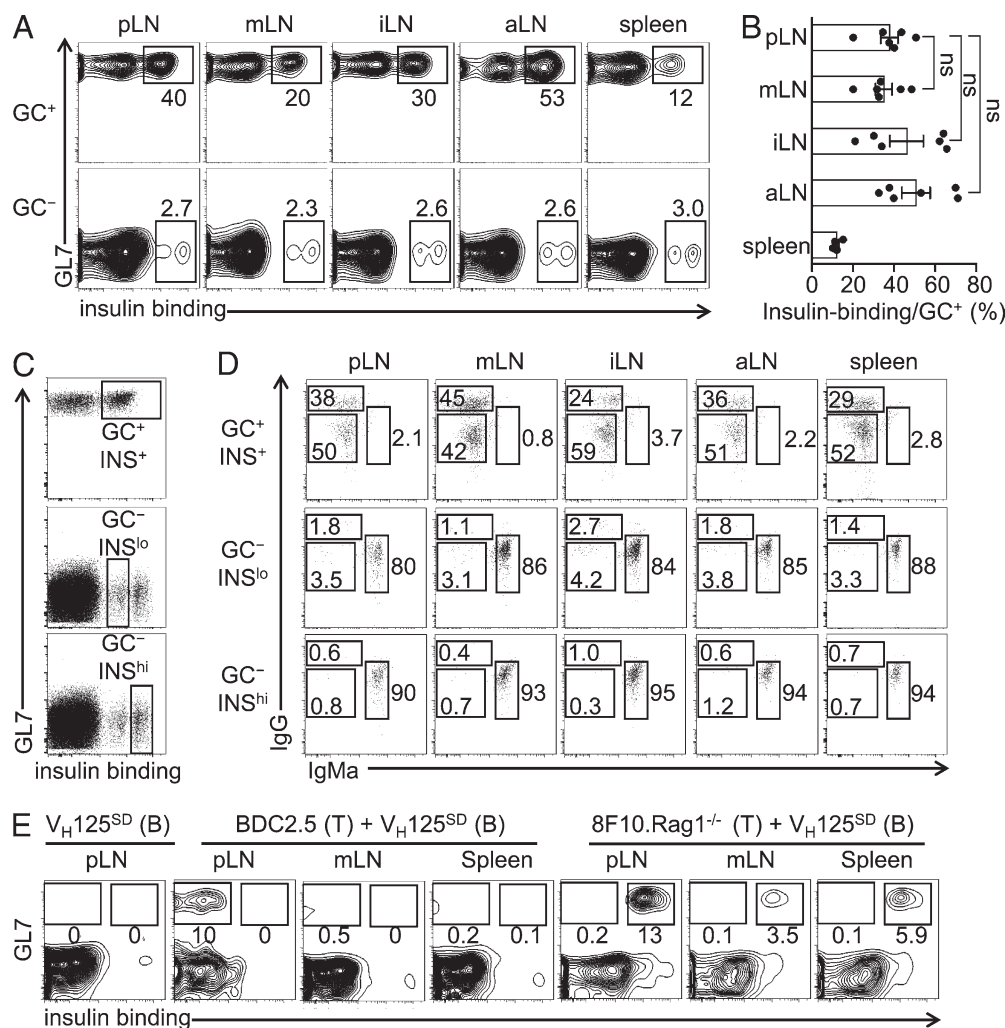 A
pLN mLN iLN aLN spleen
GC+
40 20 30 53 12
GC−
2.7 2.3 2.6 2.6 3.0
GL7
insulin binding
B
pLN
mLN
iLN
aLN
spleen
ns ns ns
0 20 40 60 80
Insulin-binding/GC+ (%)
C
GC+
INS+
GC−
INSlo
GC−
INShi
GL7
insulin binding
D
pLN mLN iLN aLN spleen
GC+
INS+
38 45 24 36 29
50 2.1 42 0.8 59 3.7 51 2.2 52 2.8
GC−
INSlo
1.8 1.1 2.7 1.8 1.4
3.5 80 3.1 86 4.2 84 3.8 85 3.3 88
GC−
INShi
0.6 0.4 1.0 0.6 0.7
0.8 90 0.7 93 0.3 95 1.2 94 0.7 94
IgG
IgMa
E
VH125SD (B) BDC2.5 (T) + VH125SD (B) 8F10.Rag1-/- (T) + VH125SD (B)
pLN pLN mLN Spleen pLN mLN Spleen
0 0 10 0 0.5 0 0.2 0.1 0.2 13 0.1 3.5 0.1 5.9
GL7
insulin binding